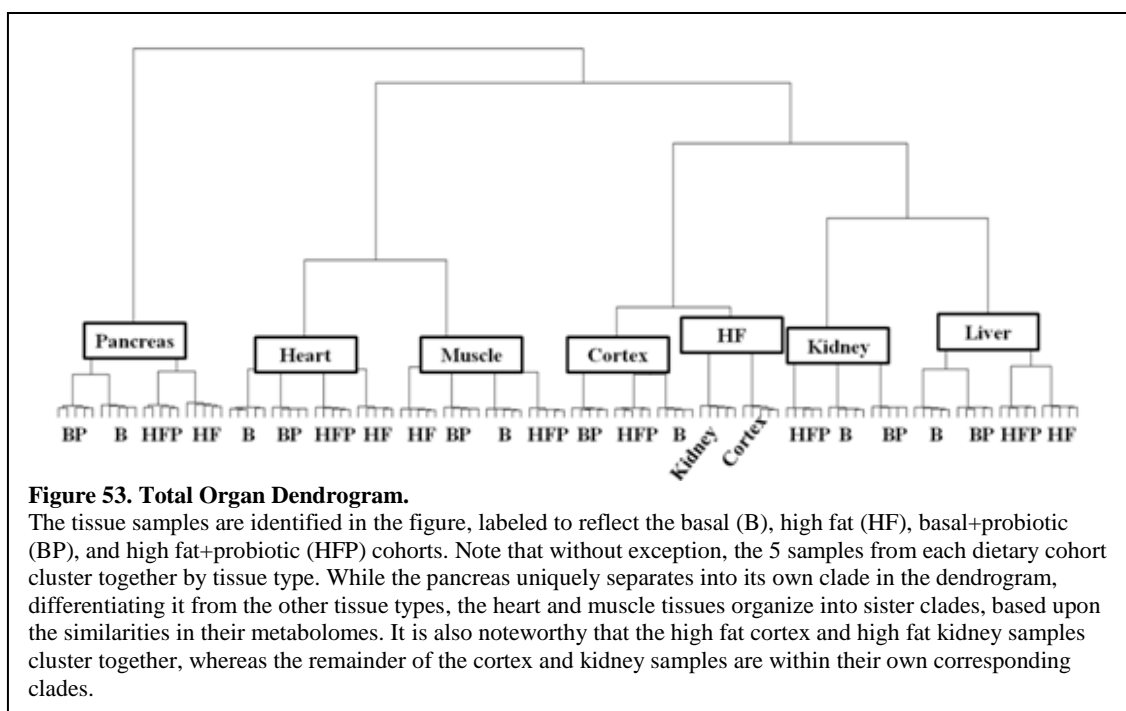 Pancreas
Heart
Muscle
Cortex
HF
Kidney
Liver
BP B HFP HF B BP HFP HF HF BP B HFP BP HFP B Kidney Cortex HFP B BP B BP HFP HF
Figure 53. Total Organ Dendrogram.
The tissue samples are identified in the figure, labeled to reflect the basal (B), high fat (HF), basal+probiotic
(BP), and high fat+probiotic (HFP) cohorts. Note that without exception, the 5 samples from each dietary cohort
cluster together by tissue type. While the pancreas uniquely separates into its own clade in the dendrogram,
differentiating it from the other tissue types, the heart and muscle tissues organize into sister clades, based upon
the similarities in their metabolomes. It is also noteworthy that the high fat cortex and high fat kidney samples
cluster together, whereas the remainder of the cortex and kidney samples are within their own corresponding
clades.